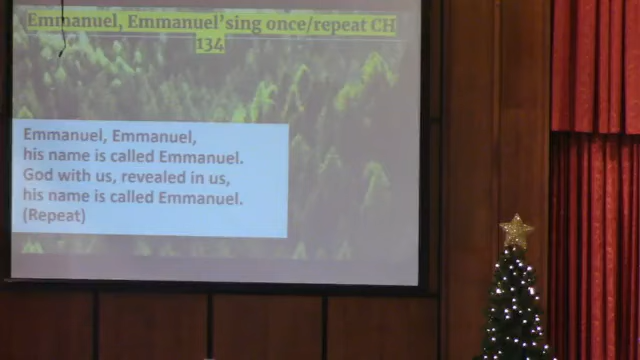 Emmanuel, Emmanuel'sing once/repeat CH
134
Emmanuel, Emmanuel,
his name is called Emmanuel.
God with us, revealed in us,
his name is called Emmanuel.
(Repeat)